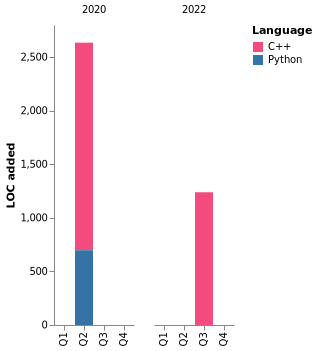 2020 2022
Language
C++
Python
2,500
2,000
1,500
1,000
500
0
LOC added
Q1 Q2 Q3 Q4 Q1 Q2 Q3 Q4